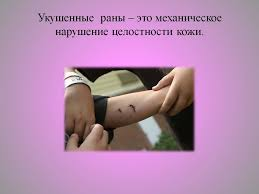 Укушенные раны – это механическое
нарушение целостности кожи.